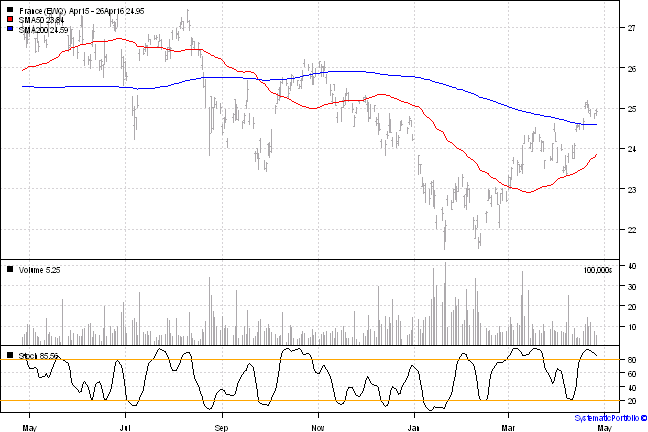 France (EWQ) Apr15 - 26Apr16 24.95
SMA50 23.84
SMA200 24.59
27
26
25
24
23
22
Volume 5.25
100,000s
40
30
20
10
Stoch 85.56
80
60
40
20
May
Jul
Sep
Nov
Jan
Mar
May
SystematicPortfolio ©